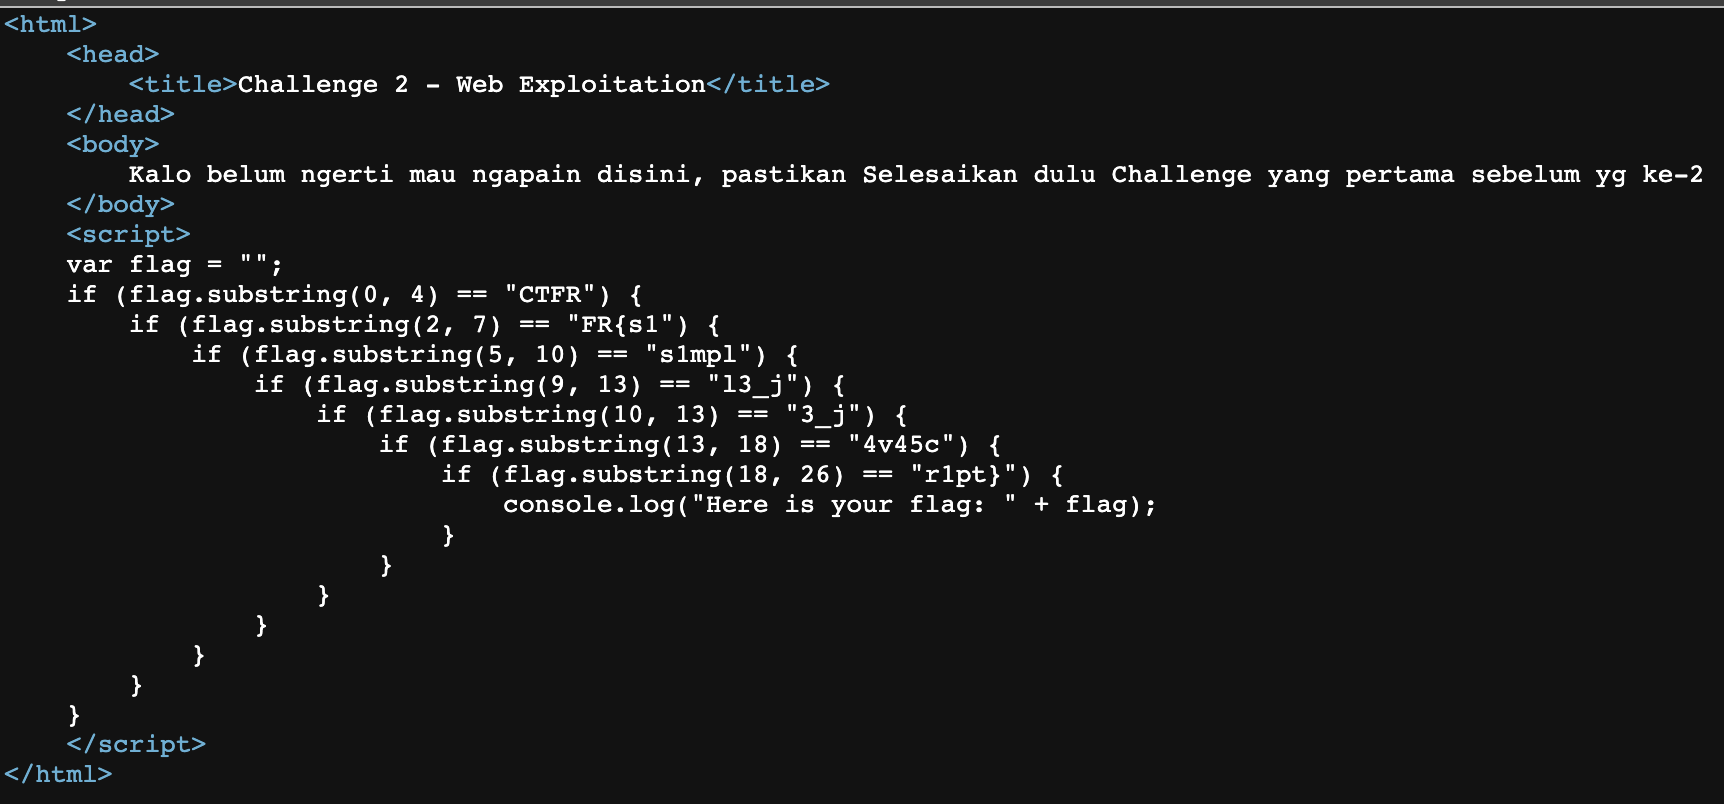 <html>
    <head>
        <title>Challenge 2 - Web Exploitation</title>
    </head>
    <body>
        Kalo belum ngerti mau ngapain disini, pastikan Selesaikan dulu Challenge yang pertama sebelum yg ke-2
    </body>
    <script>
    var flag = "";
    if (flag.substring(0, 4) == "CTFR") {
        if (flag.substring(2, 7) == "FR{s1") {
            if (flag.substring(5, 10) == "s1mpl") {
                if (flag.substring(9, 13) == "l3_j") {
                    if (flag.substring(10, 13) == "3_j") {
                        if (flag.substring(13, 18) == "4v45c") {
                            if (flag.substring(18, 26) == "r1pt}") {
                                console.log("Here is your flag: " + flag);
                            }
                        }
                    }
                }
            }
        }
    }
    </script>
</html>